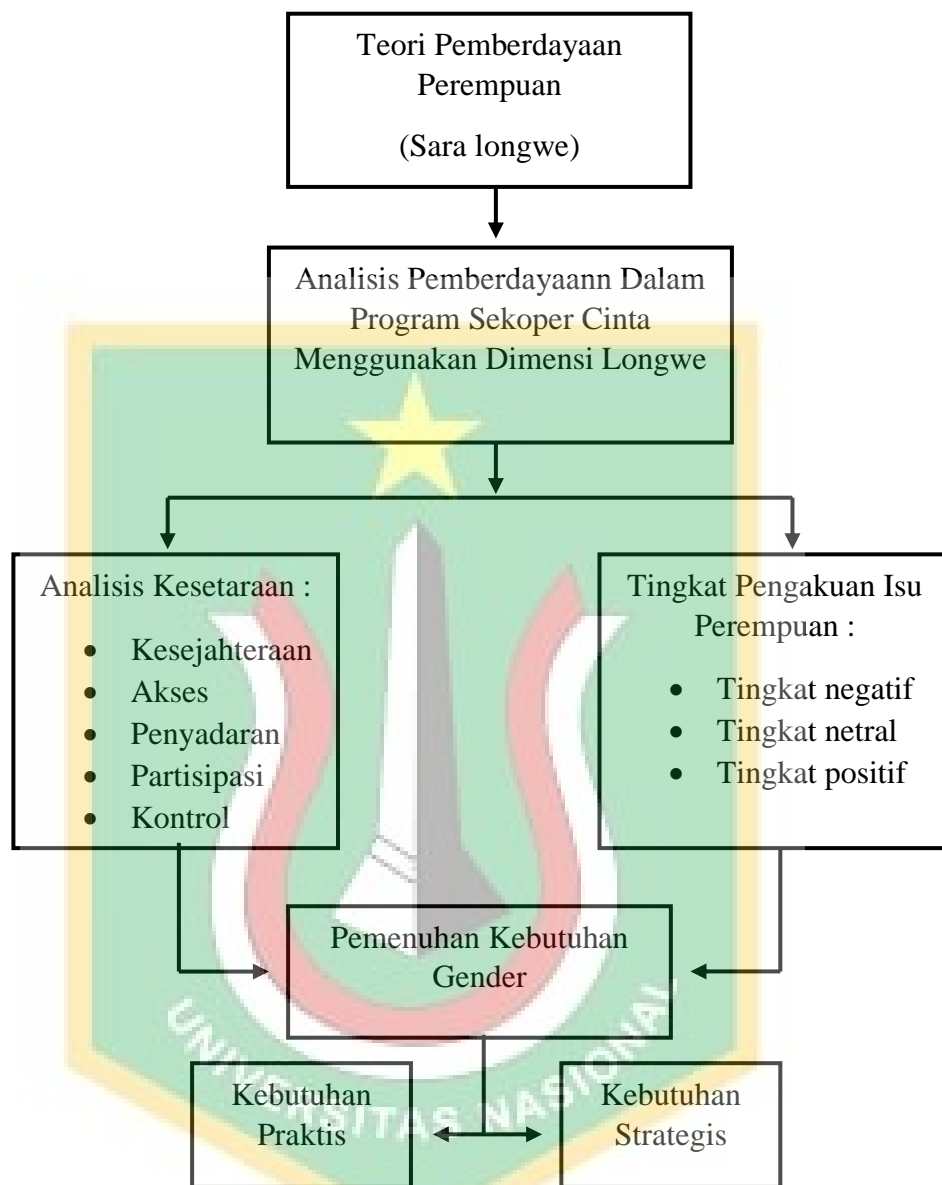 Teori Pemberdayaan
Perempuan
(Sara longwe)
Analisis Pemberdayaann Dalam
Program Sekoper Cinta
Menggunakan Dimensi Longwe
Analisis Kesetaraan :
• Kesejahteraan
• Akses
• Penyadaran
• Partisipasi
• Kontrol
Tingkat Pengakuan Isu
Perempuan :
• Tingkat negatif
• Tingkat netral
• Tingkat positif
Pemenuhan Kebutuhan
Gender
Kebutuhan
Praktis
Kebutuhan
Strategis
UNIVERSITAS NASIONAL